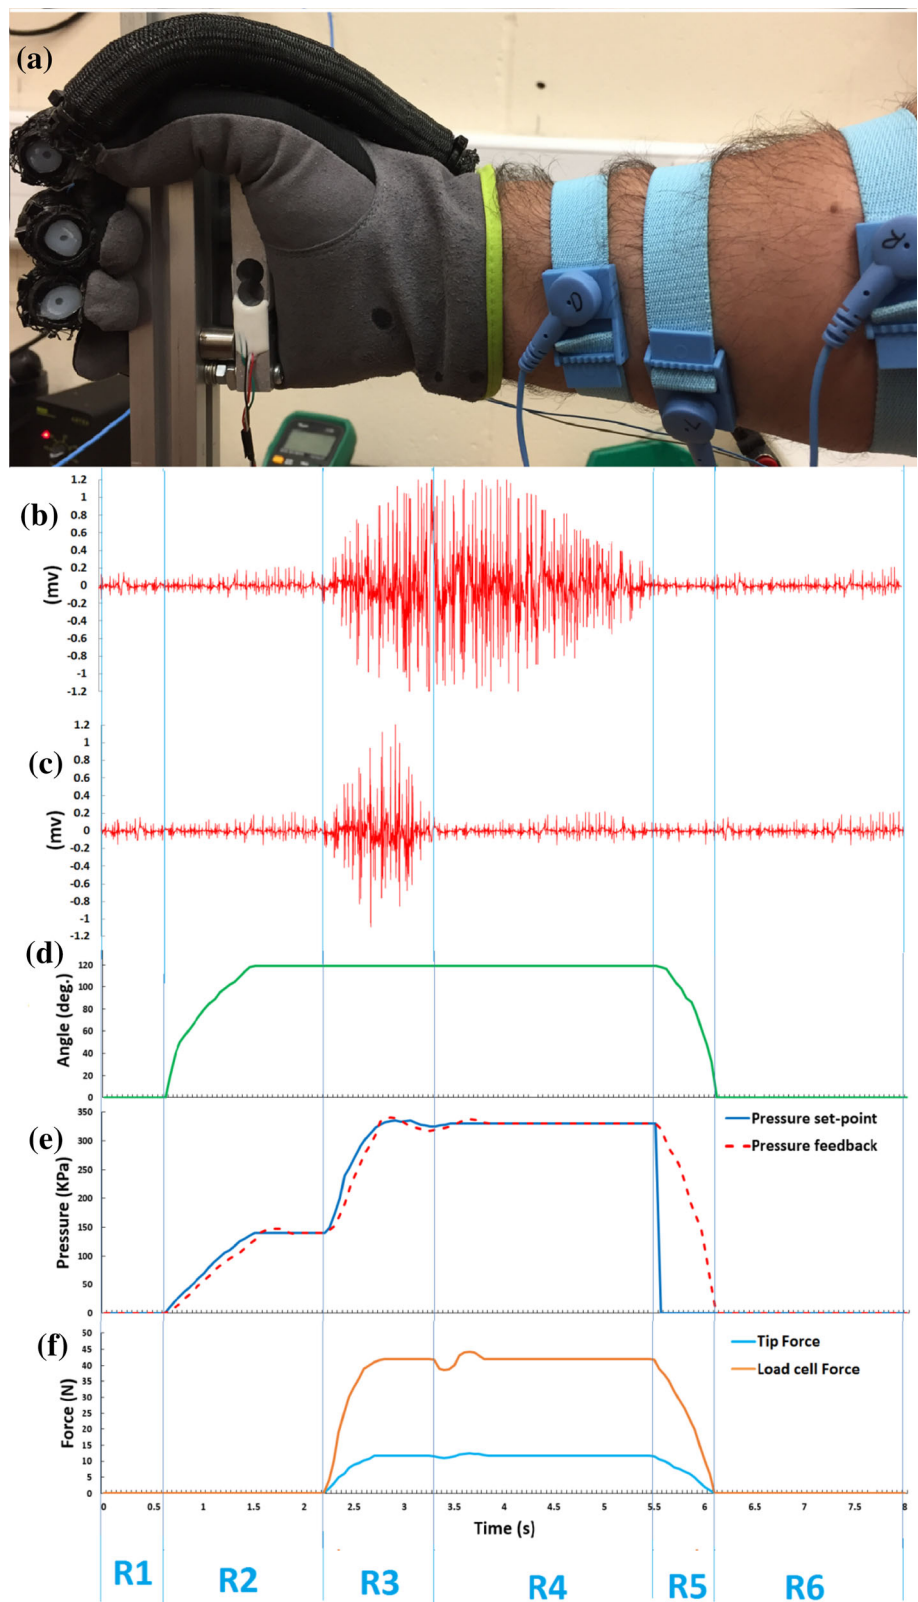 (a)
(b)
(mv)
1.2
1
0.8
0.6
0.4
0.2
0
-0.2
-0.4
-0.6
-0.8
-1
-1.2
(c)
(mv)
1.2
1
0.8
0.6
0.4
0.2
0
-0.2
-0.4
-0.6
-0.8
-1
-1.2
(d)
Angle (deg.)
120
100
80
60
40
20
0
(e)
Pressure (KPa)
350
300
250
200
150
100
50
0
Pressure set-point
Pressure feedback
(f)
Force (N)
50
45
40
35
30
25
20
15
10
5
0
Tip Force
Load cell Force
0 0.5 1 1.5 2 2.5 3 3.5 4 4.5 5 5.5 6 6.5 7 7.5 8
Time (s)
R1 R2 R3 R4 R5 R6